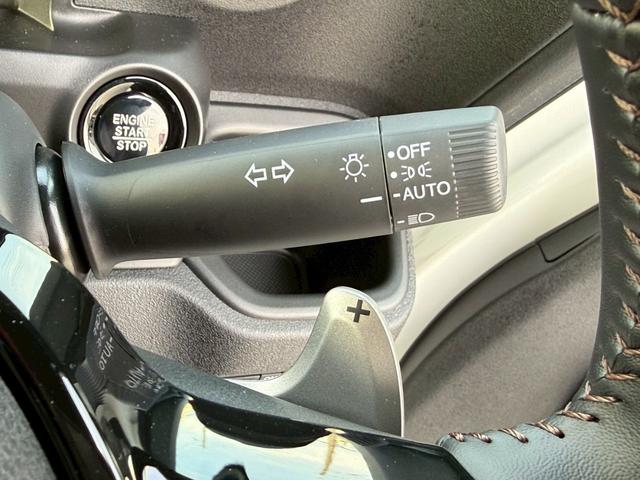 ENGINE
START
STOP
OFF
AUTO
+